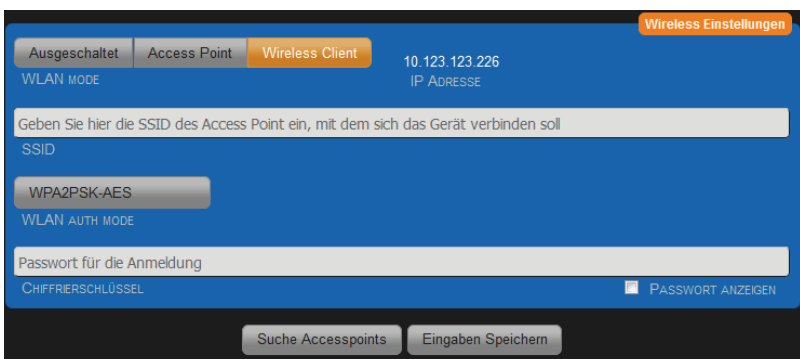 Wireless Einstellungen
Ausgeschaltet Access Point Wireless Client
10.123.123.226
WLAN MODE
IP ADRESSE
Geben Sie hier die SSID des Access Point ein, mit dem sich das Gerät verbinden soll
SSID
WPA2PSK-AES
WLAN AUTH MODE
Passwort für die Anmeldung
CHIFFRIERSCHLÜSSEL
PASSWORT ANZEIGEN
Suche Accesspoints Eingaben Speichern